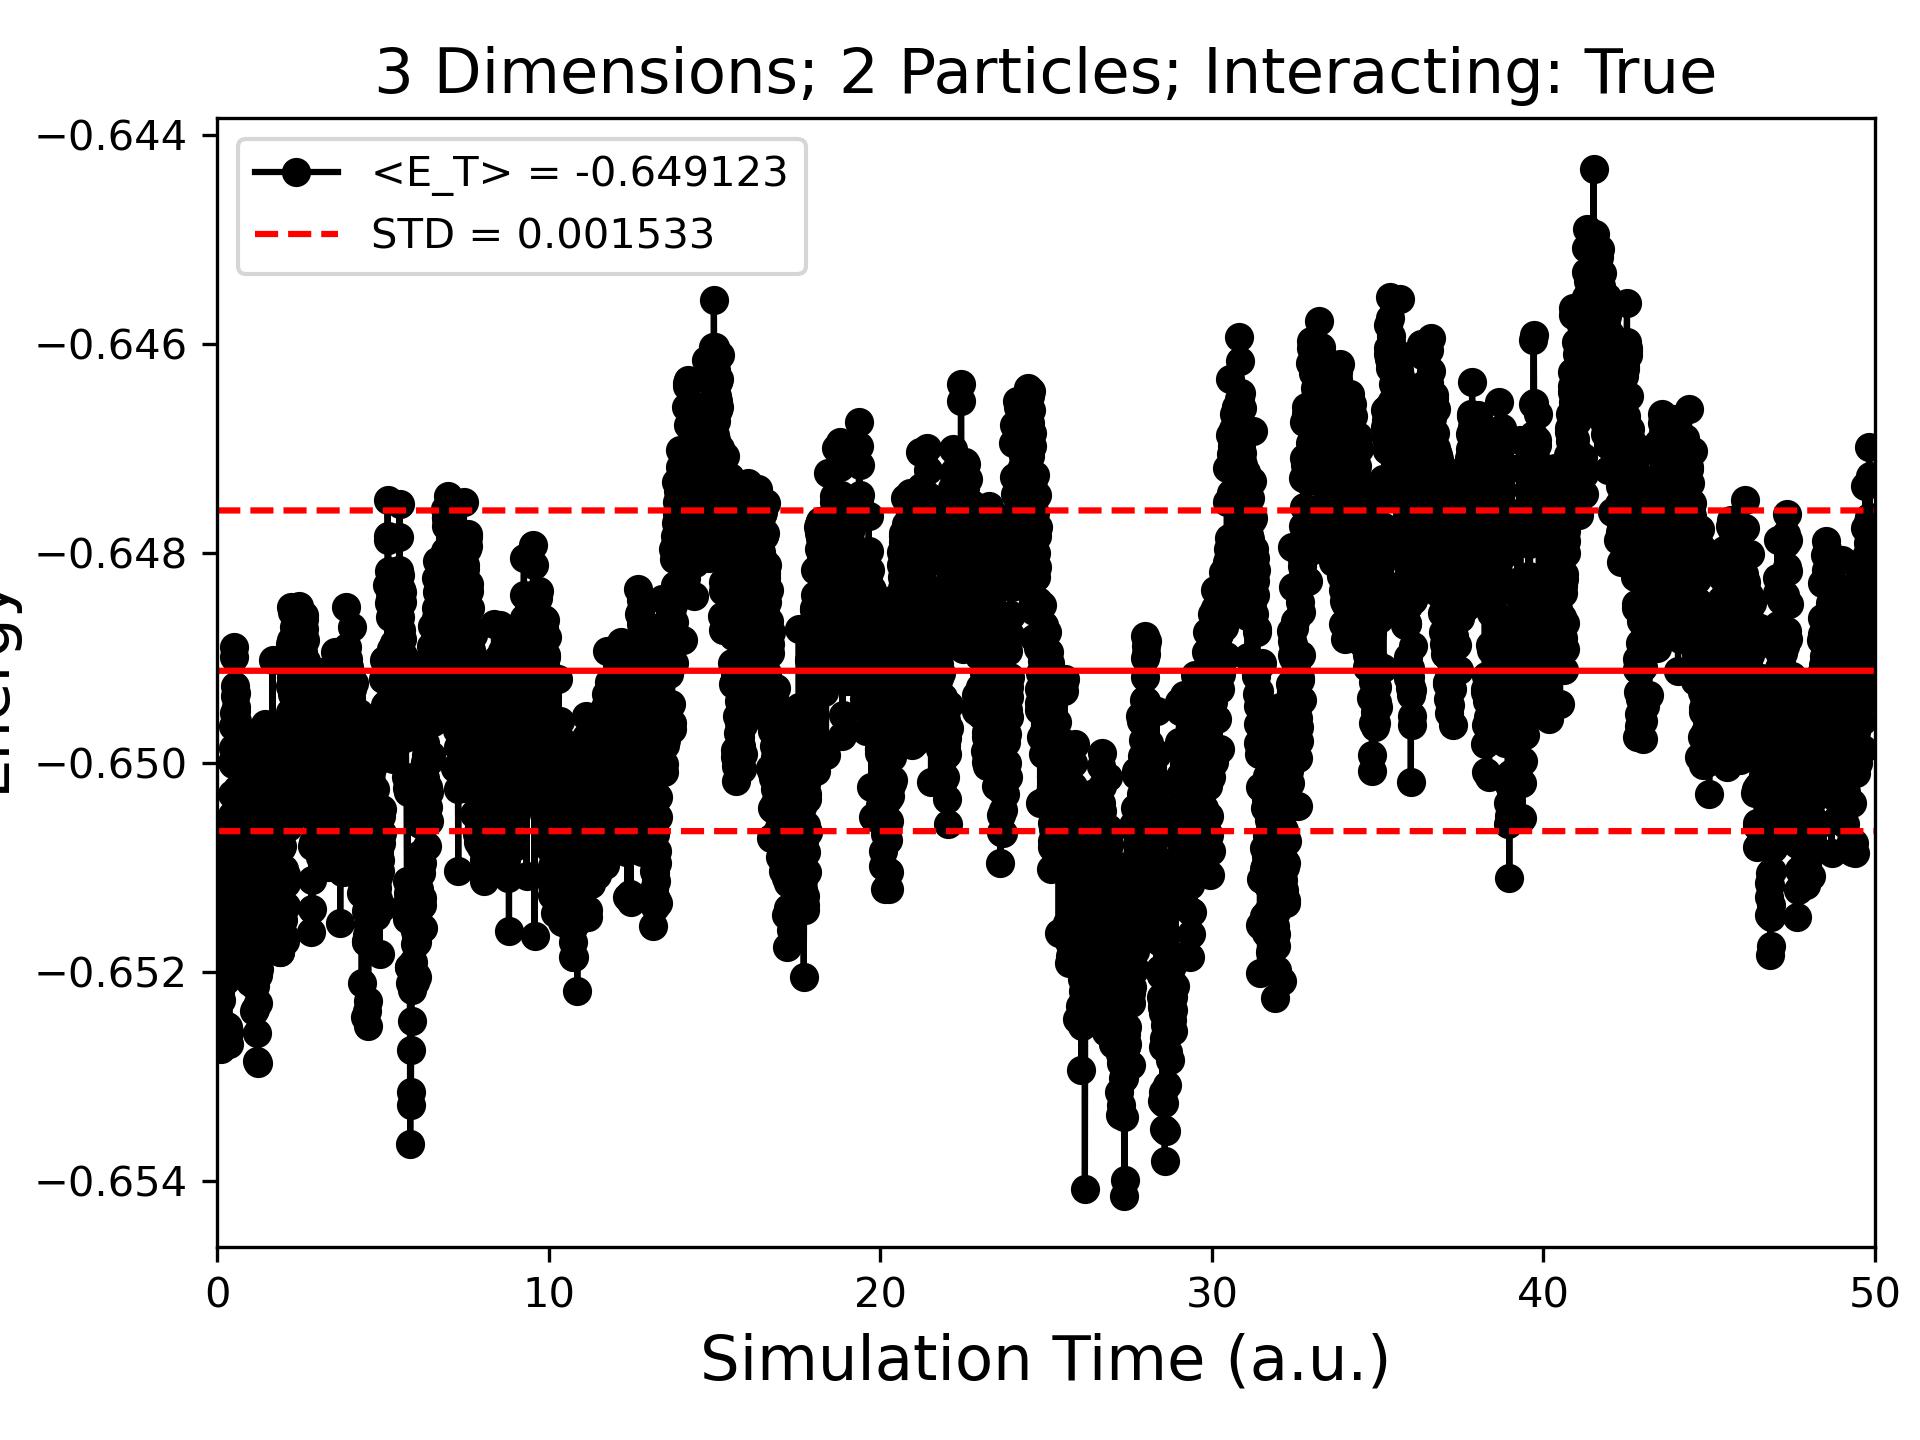 3 Dimensions; 2 Particles; Interacting: True
<E_T> = -0.649123
STD = 0.001533
−0.644
−0.646
−0.648
−0.650
−0.652
−0.654
Energy
0 10 20 30 40 50
Simulation Time (a.u.)